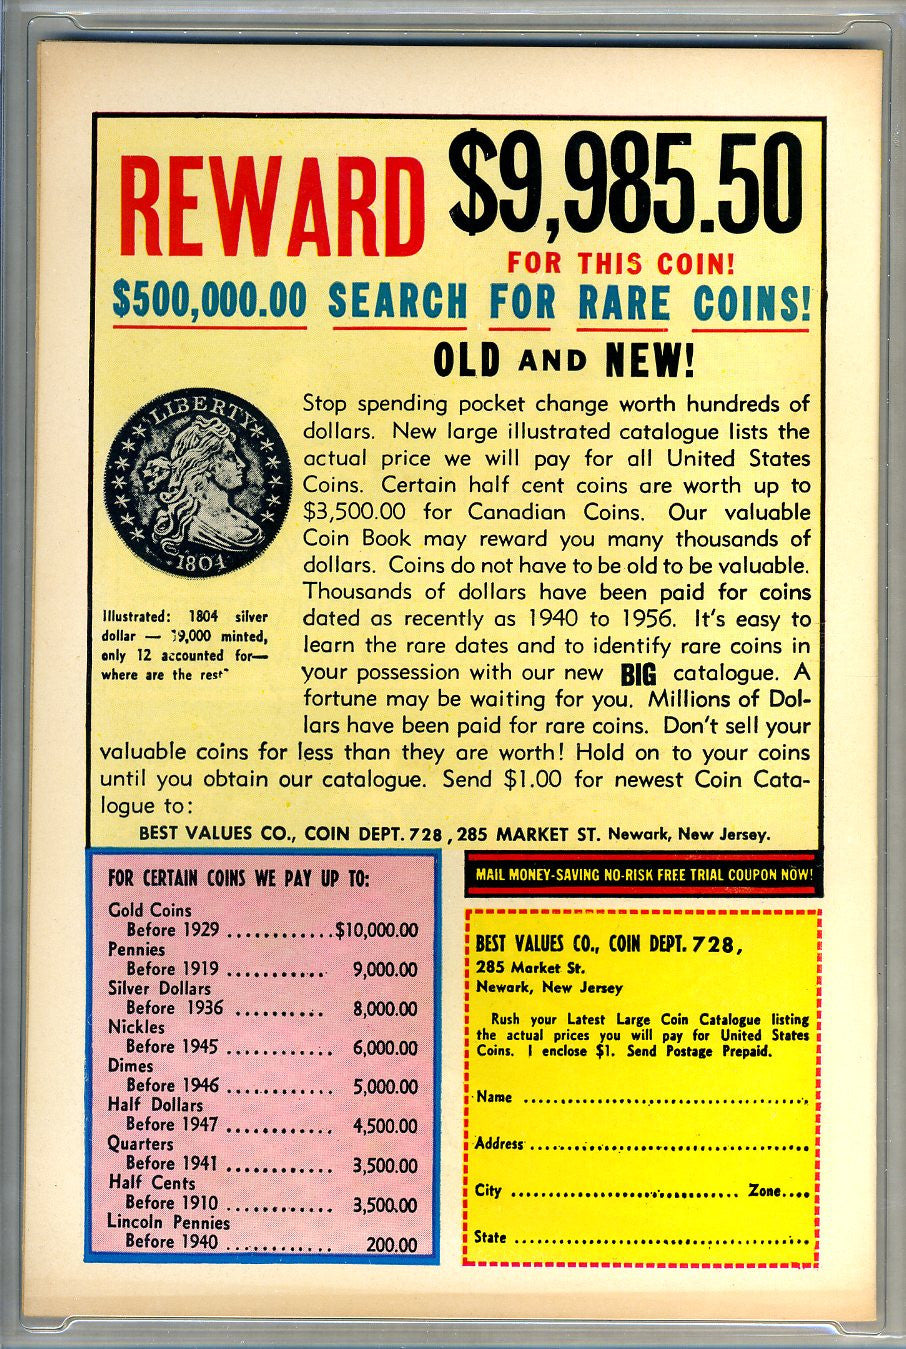 REWARD $9,985.50
FOR THIS COIN!
$500,000.00 SEARCH FOR RARE COINS!
OLD AND NEW!
LIBERTY
1804
Illustrated: 1804 silver
dollar — 19,000 minted,
only 12 accounted for—
where are the rest
Stop spending pocket change worth hundreds of
dollars. New large illustrated catalogue lists the
actual price we will pay for all United States
Coins. Certain half cent coins are worth up to
$3,500.00 for Canadian Coins. Our valuable
Coin Book may reward you many thousands of
dollars. Coins do not have to be old to be valuable.
Thousands of dollars have been paid for coins
dated as recently as 1940 to 1956. It's easy to
learn the rare dates and to identify rare coins in
your possession with our new BIG catalogue. A
fortune may be waiting for you. Millions of Dol-
lars have been paid for rare coins. Don't sell your
valuable coins for less than they are worth! Hold on to your coins
until you obtain our catalogue. Send $1.00 for newest Coin Cata-
logue to:
BEST VALUES CO., COIN DEPT. 728, 285 MARKET ST. Newark, New Jersey.
FOR CERTAIN COINS WE PAY UP TO:
Gold Coins
Before 1929 ............$10,000.00
Pennies
Before 1919 ............ 9,000.00
Silver Dollars
Before 1936 .......... 8,000.00
Nickles
Before 1945 ............ 6,000.00
Dimes
Before 1946 ............ 5,000.00
Half Dollars
Before 1947 ............ 4,500.00
Quarters
Before 1941 ............ 3,500.00
Half Cents
Before 1910 ............ 3,500.00
Lincoln Pennies
Before 1940 ............ 200.00
MAIL MONEY-SAVING NO-RISK FREE TRIAL COUPON NOW!
BEST VALUES CO., COIN DEPT. 728,
285 Market St.
Newark, New Jersey
Rush your Latest Large Coin Catalogue listing
the actual prices you will pay for United States
Coins. I enclose $1. Send Postage Prepaid.
Name ........................................
Address ........................................
City ................................ Zone....
State ........................................